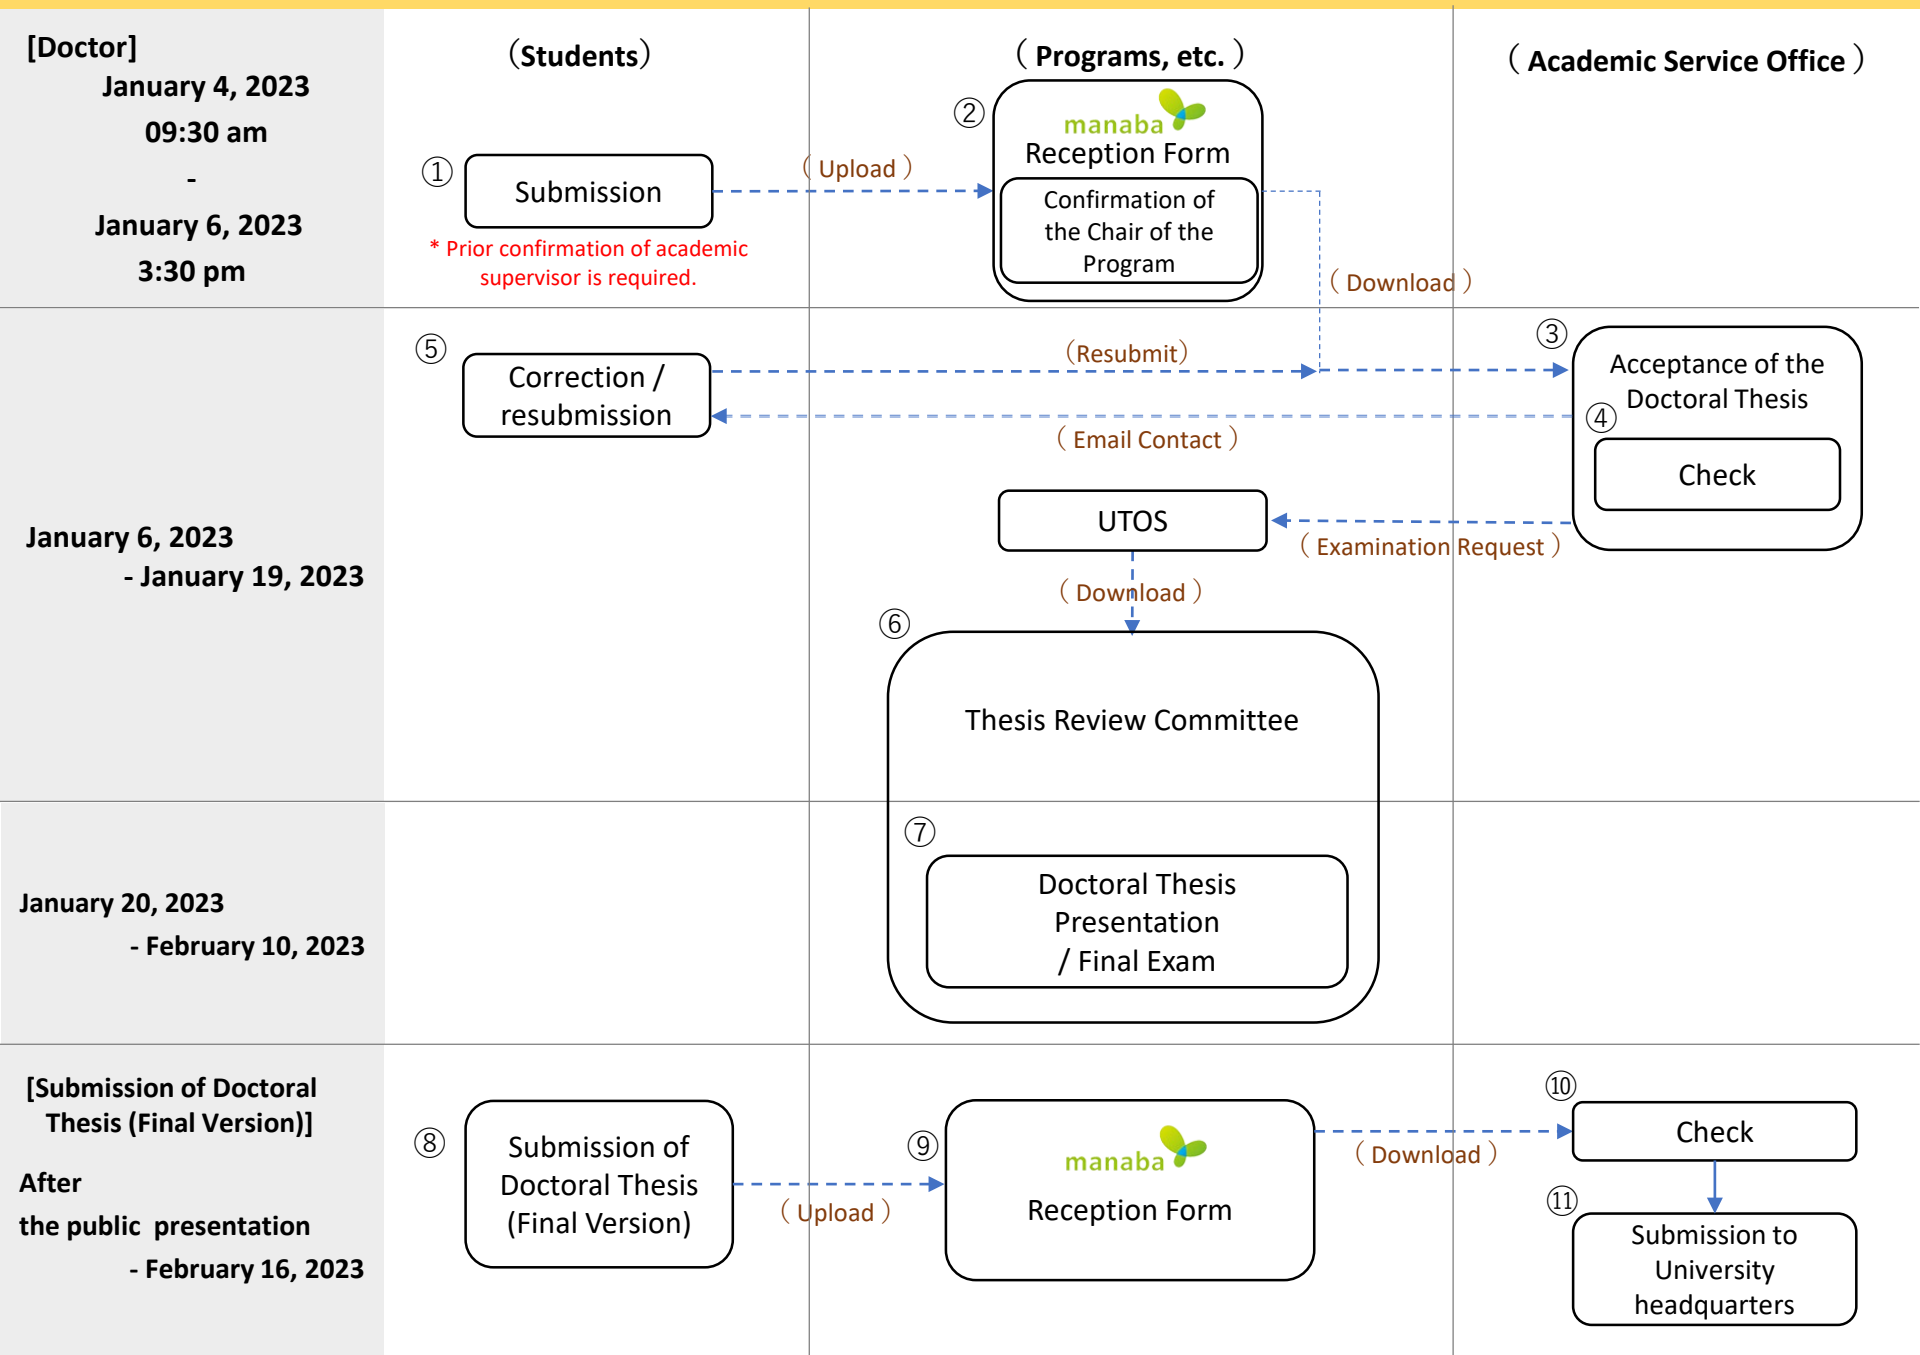 [Doctor]
January 4, 2023
09:30 am
-
January 6, 2023
3:30 pm
（Students）
（ Programs, etc. ）
（ Academic Service Office ）
①
Submission
* Prior confirmation of academic
supervisor is required.
（ Upload ）
②
manaba
Reception Form
Confirmation of
the Chair of the
Program
（ Download ）
January 6, 2023
- January 19, 2023
⑤
Correction /
resubmission
（Resubmit）
（ Email Contact ）
③
Acceptance of the
Doctoral Thesis
④
Check
UTOS
（ Examination Request ）
（ Download ）
⑥
Thesis Review Committee
January 20, 2023
- February 10, 2023
⑦
Doctoral Thesis
Presentation
/ Final Exam
[Submission of Doctoral
Thesis (Final Version)]
After
the public presentation
- February 16, 2023
⑧
Submission of
Doctoral Thesis
(Final Version)
（ Upload ）
⑨
manaba
Reception Form
（ Download ）
⑩
Check
⑪
Submission to
University
headquarters